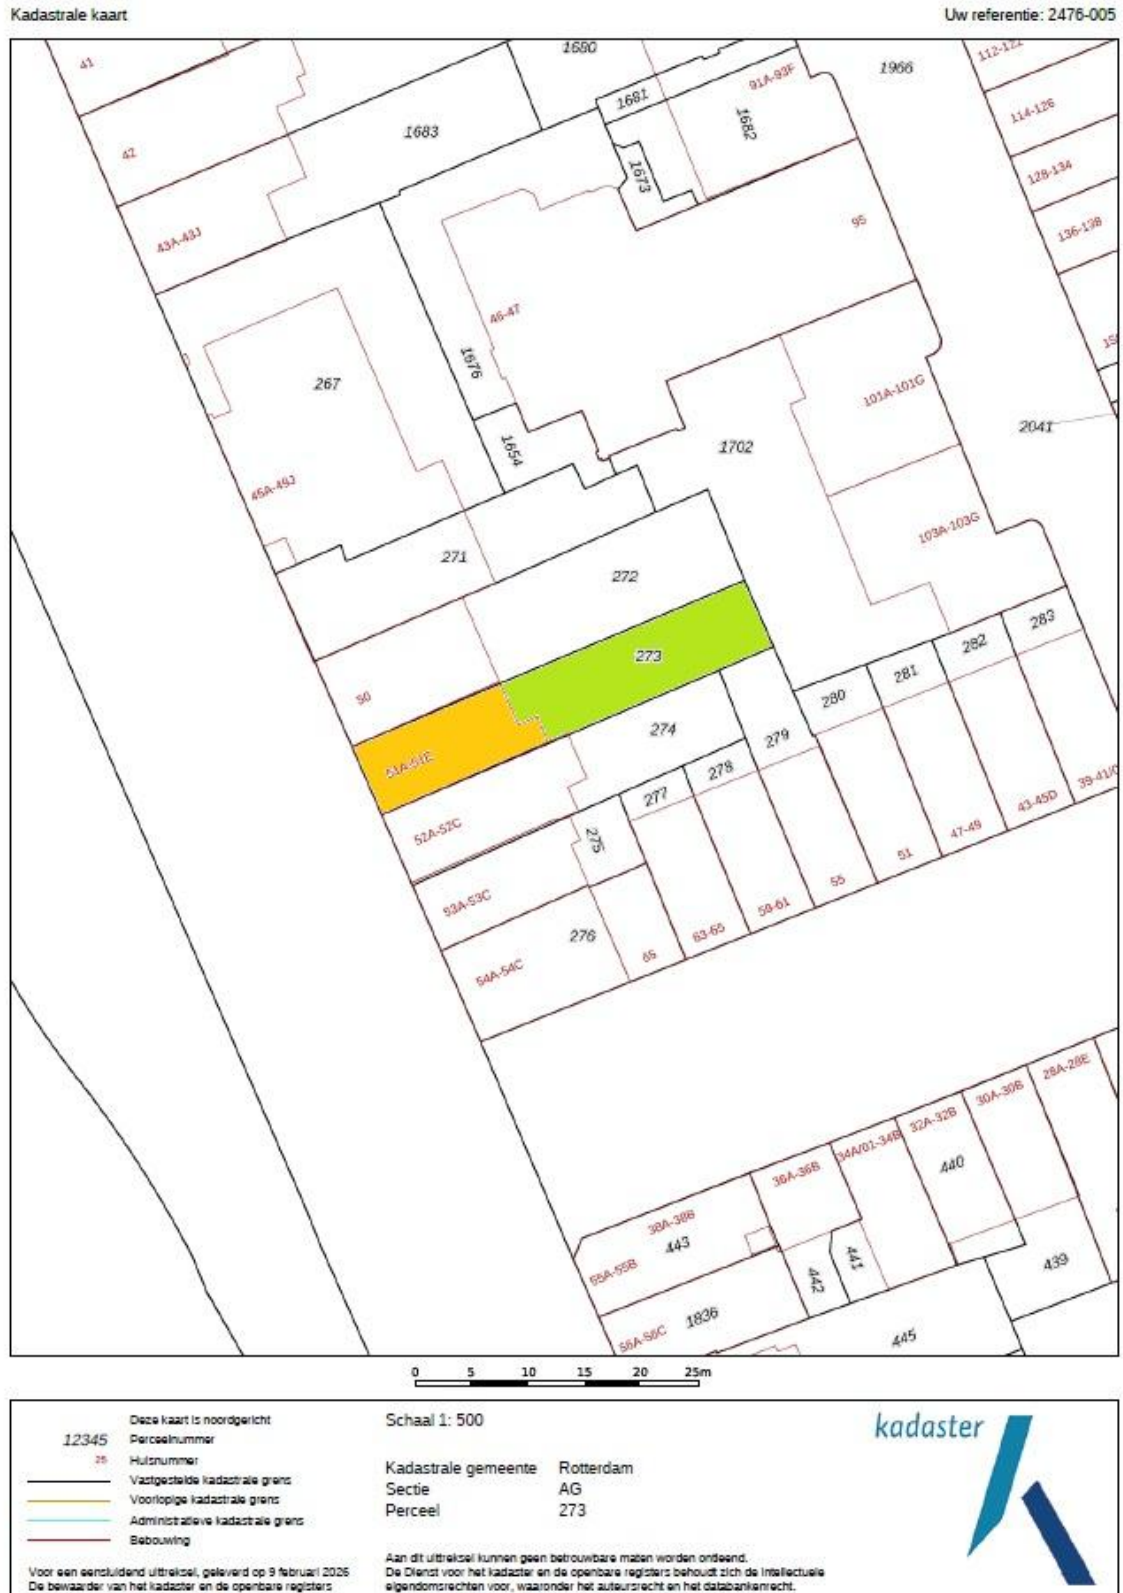 Kadastrale kaart
Uw referentie: 2476-005
41
1680
91A-93F
1966
112-122
42
1683
1681
1682
114-126
1673
128-134
43A-43J
95
136-138
46-47
267
1676
101A-101G
1654
1702
2041
103A-103G
271
272
50
273
283
282
281
280
51A-51E
274
279
278
277
52A-52C
275
39-41/0
43-45D
47-49
51
55
53A-53C
59-61
63-65
65
276
54A-54C
28A-28E
30A-30B
32A-32B
34A/01-34B
36A-36B
440
38A-38B
443
55A-55B
442
441
439
1836
56A-56C
445
0 5 10 15 20 25m
Deze kaart is noordgericht
12345 Perceelnummer
25 Huisnummer
Vastgestelde kadastrale grens
Voorlopige kadastrale grens
Administratieve kadastrale grens
Bebouwing
Voor een eensluidend uittreksel, geleverd op 9 februari 2026
De bewaarder van het kadaster en de openbare registers
Schaal 1: 500
Kadastrale gemeente Rotterdam
Sectie AG
Perceel 273
Aan dit uittreksel kunnen geen betrouwbare maten worden ontleend.
De Dienst voor het kadaster en de openbare registers behoudt zich de intellectuele
eigendomsrechten voor, waaronder het auteursrecht en het databankenrecht.
kadaster